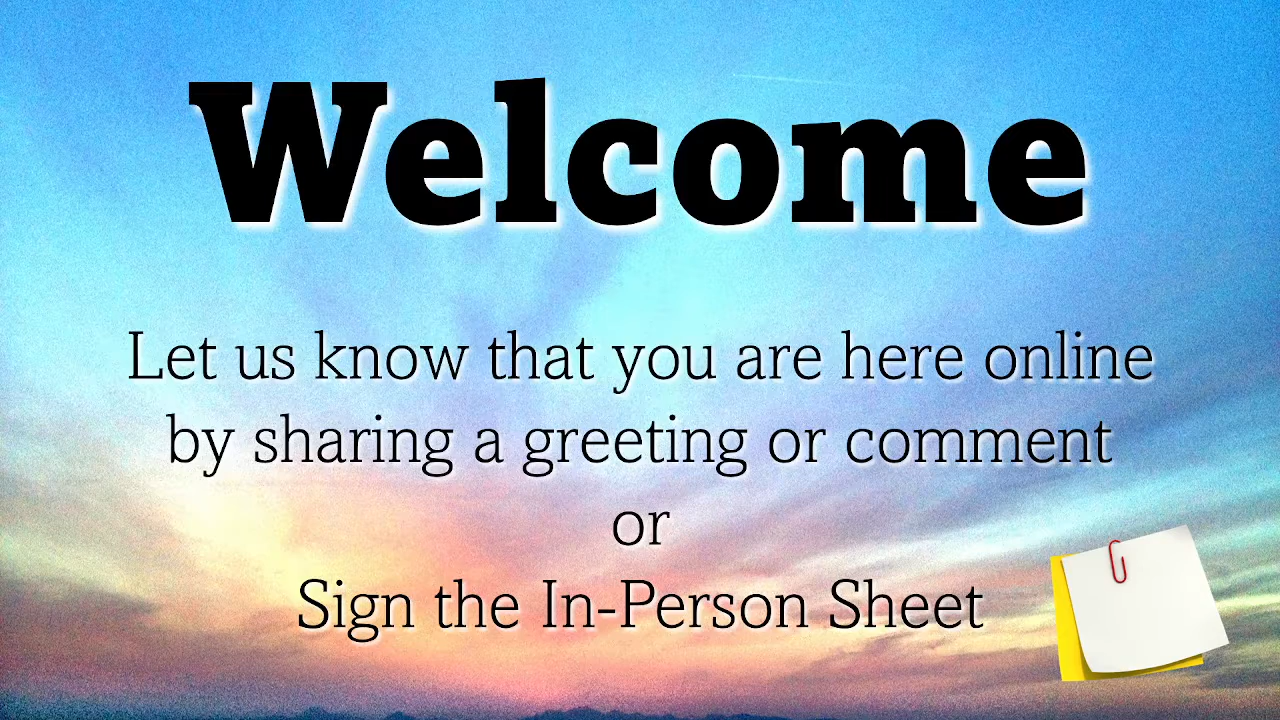 Welcome
Let us know that you are here online
by sharing a greeting or comment
or
Sign the In-Person Sheet